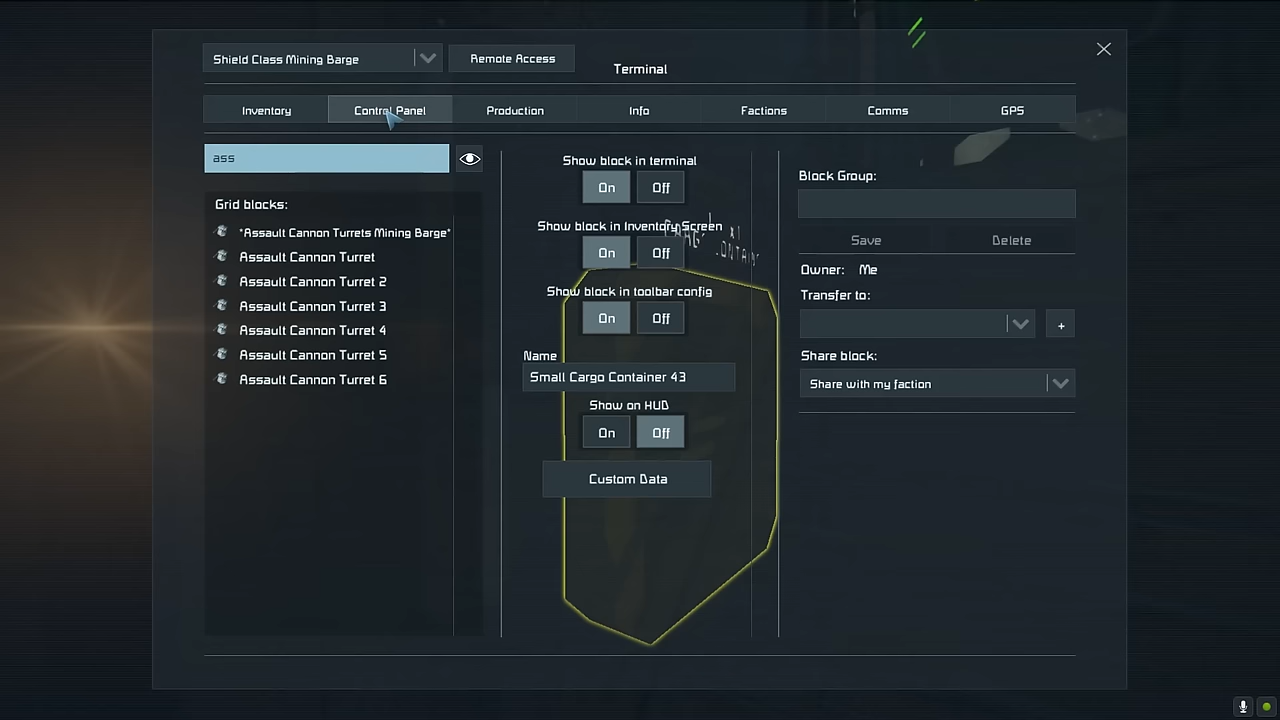 Shield Class Mining Barge
Remote Access
Terminal
Inventory
Control Panel
Production
Info
Factions
Comms
GPS
ass
Grid blocks:
*Assault Cannon Turrets Mining Barge*
Assault Cannon Turret
Assault Cannon Turret 2
Assault Cannon Turret 3
Assault Cannon Turret 4
Assault Cannon Turret 5
Assault Cannon Turret 6
Show block in terminal
On Off
Show block in Inventory Screen
On Off
Show block in toolbar config
On Off
Name
Small Cargo Container 43
Show on HUD
On Off
Custom Data
Block Group:
Save Delete
Owner: Me
Transfer to:
+
Share block:
Share with my faction